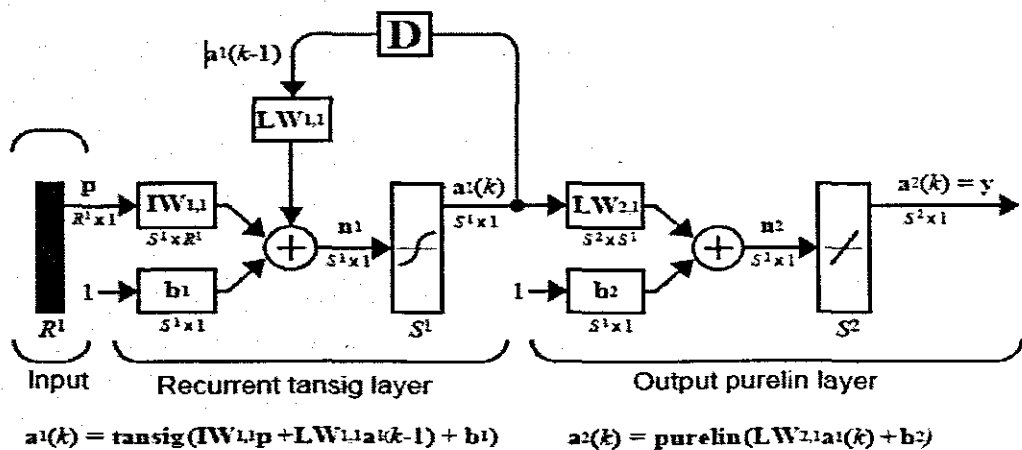 D
a¹(k-1)
LW1,1
p
R¹x1
IW1,1
S¹xR¹
1
b1
S¹x1
R¹
n1
S¹x1
a¹(k)
S¹x1
S¹
LW2,1
S²xS¹
1
b2
S¹x1
n2
S²x1
a²(k) = y
S²x1
S²
Input
Recurrent tansig layer
Output purelin layer
a¹(k) = tansig(IW1,1p +LW1,1a¹(k-1) + b1)
a²(k) = purelin(LW2,1a¹(k) + b2)